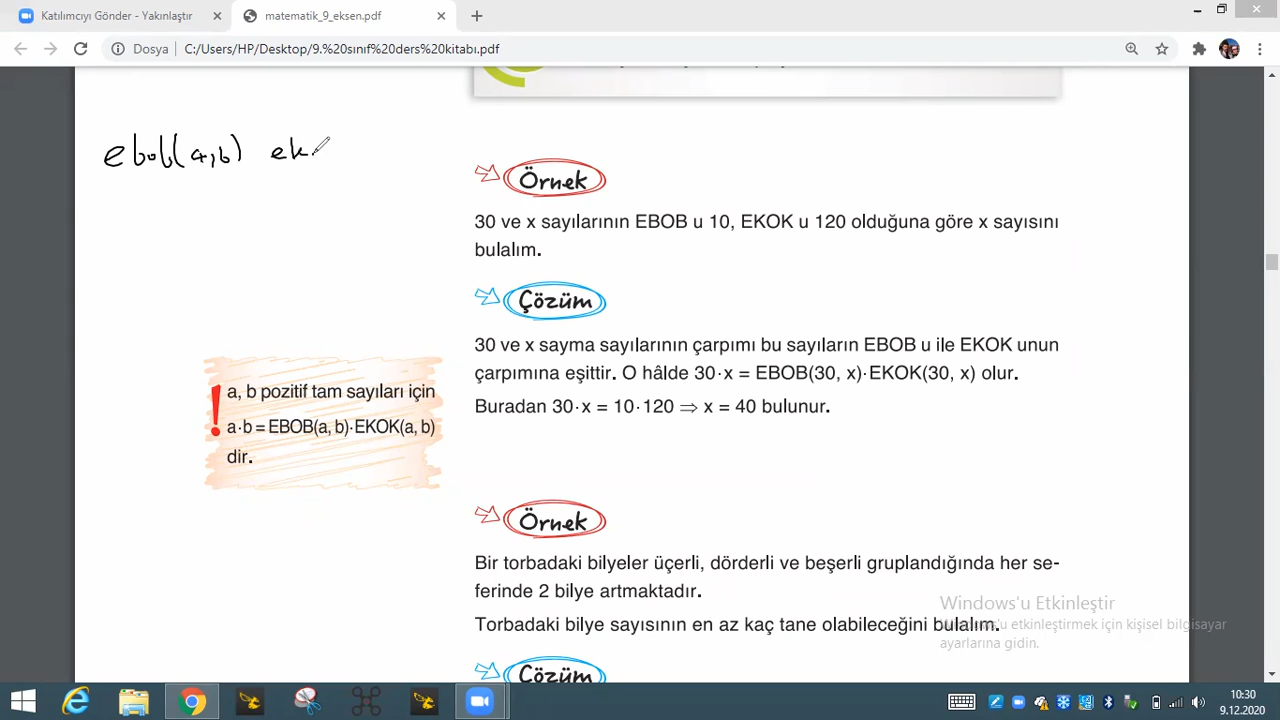 Katılımcıyı Gönder - Yakınlaştır
matematik_9_eksen.pdf
Dosya
C:/Users/HP/Desktop/9.%20sınıf%20ders%20kitabı.pdf
ebob(a,b) ek
Örnek
30 ve x sayılarının EBOB u 10, EKOK u 120 olduğuna göre x sayısını
bulalım.
Çözüm
30 ve x sayma sayılarının çarpımı bu sayıların EBOB u ile EKOK unun
çarpımına eşittir. O hâlde 30·x = EBOB(30, x)·EKOK(30, x) olur.
Buradan 30·x = 10·120 ⇒ x = 40 bulunur.
! a, b pozitif tam sayıları için
a·b = EBOB(a, b)·EKOK(a, b)
dir.
Örnek
Bir torbadaki bilyeler üçerli, dörderli ve beşerli gruplandığında her se-
ferinde 2 bilye artmaktadır.
Torbadaki bilye sayısının en az kaç tane olabileceğini bulalım.
Çözüm
Windows'u Etkinleştir
Windows'u etkinleştirmek için kişisel bilgisayar
ayarlarına gidin.
10:30
9.12.2020